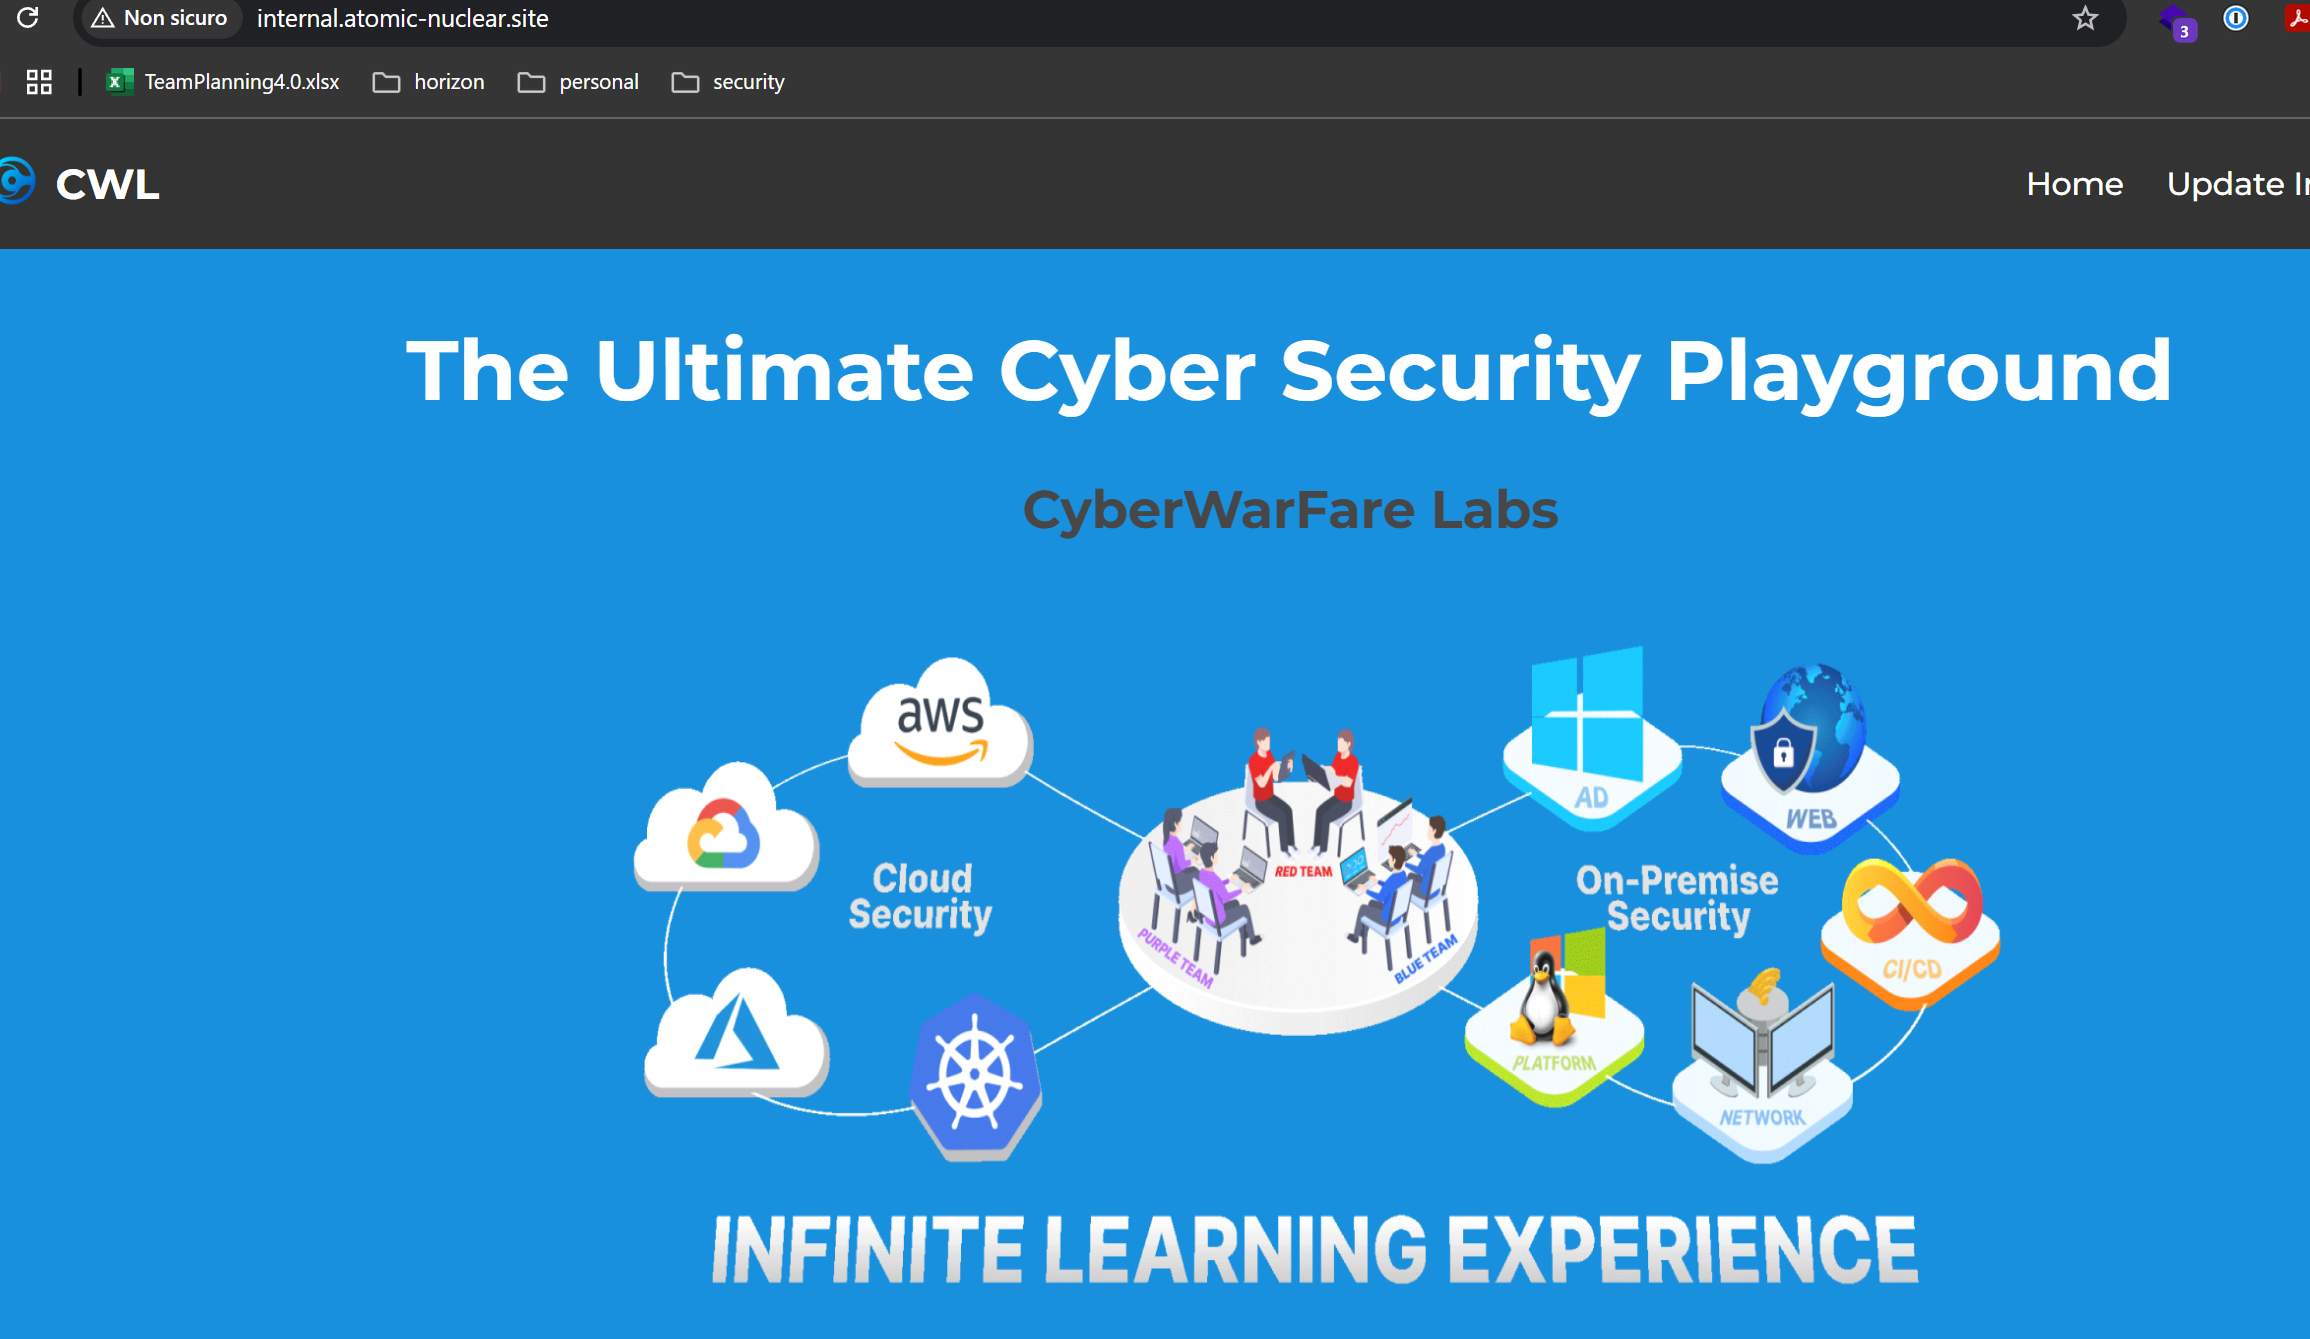 Non sicuro internal.atomic-nuclear.site 3
TeamPlanning4.0.xlsx horizon personal security
CWL Home Update
The Ultimate Cyber Security Playground
CyberWarFare Labs
aws
AD
WEB
Cloud
Security
RED TEAM
On-Premise
Security
PURPLE TEAM
BLUE TEAM
CI/CD
PLATFORM
NETWORK
INFINITE LEARNING EXPERIENCE